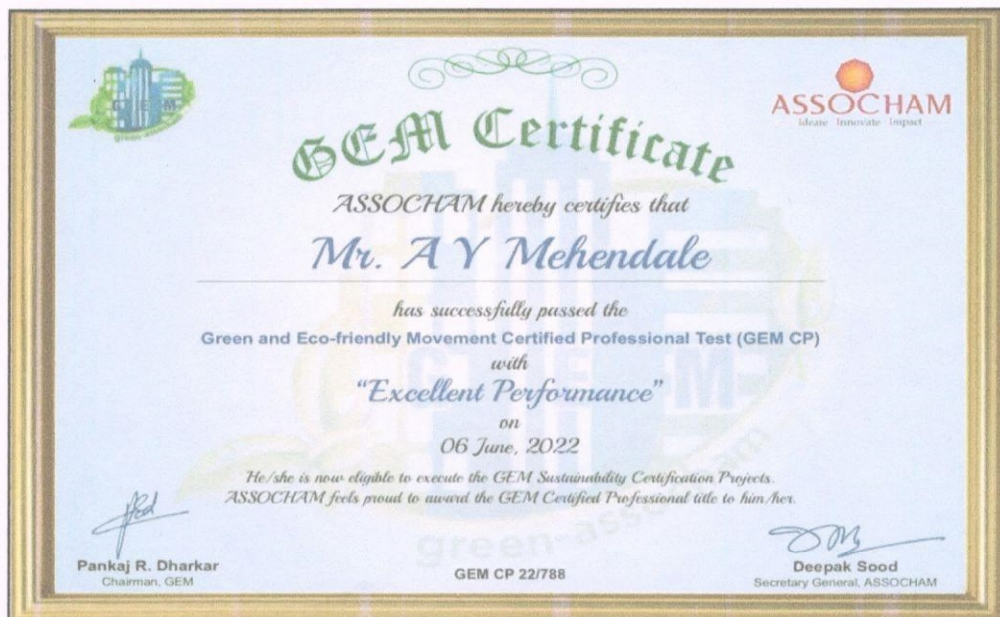 G E M
green-assocham
ASSOCHAM
Ideate Innovate Impact
GEM Certificate
ASSOCHAM hereby certifies that
Mr. A Y Mehendale
has successfully passed the
Green and Eco-friendly Movement Certified Professional Test (GEM CP)
with
"Excellent Performance"
on
06 June, 2022
He/she is now eligible to execute the GEM Sustainability Certification Projects.
ASSOCHAM feels proud to award the GEM Certified Professional title to him/her.
Pankaj R. Dharkar
Chairman, GEM
GEM CP 22/788
Deepak Sood
Secretary General, ASSOCHAM